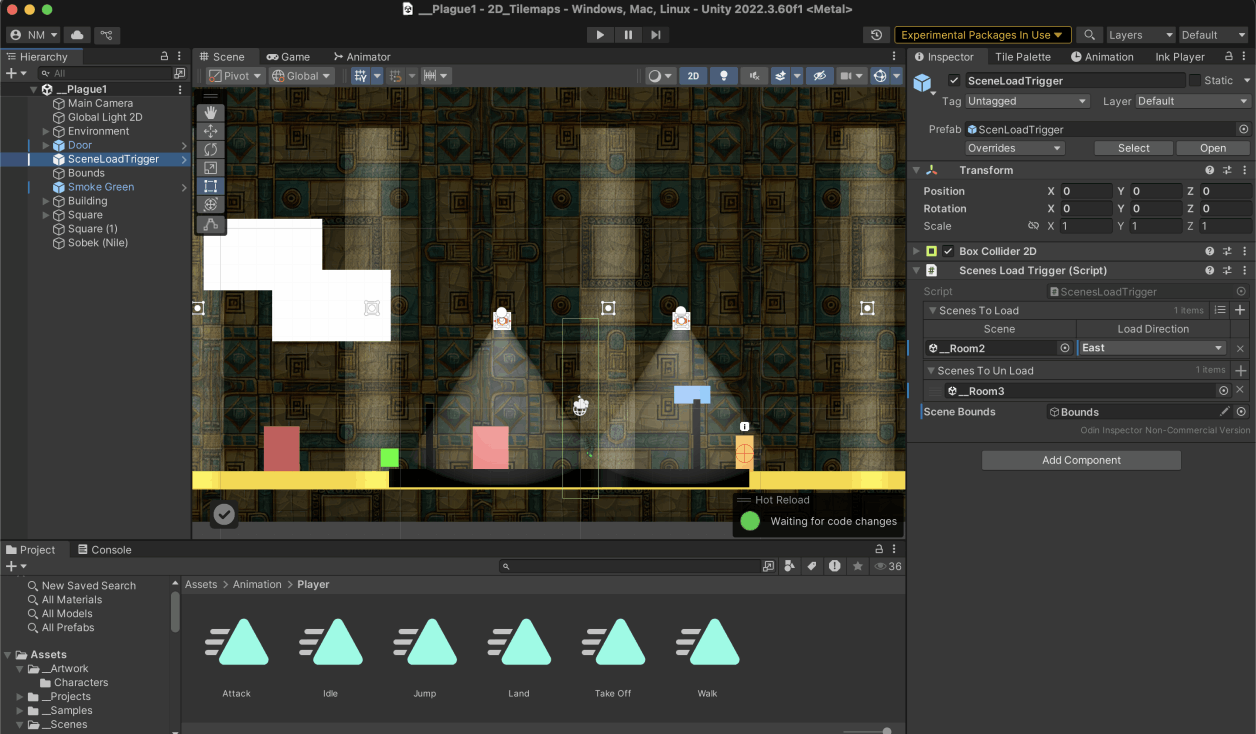 __Plague1 - 2D_Tilemaps - Windows, Mac, Linux - Unity 2022.3.60f1 <Metal>
NM
Experimental Packages In Use
Layers
Default
Hierarchy
All
__Plague1
Main Camera
Global Light 2D
Environment
Door
SceneLoadTrigger
Bounds
Smoke Green
Building
Square
Square (1)
Sobek (Nile)
Scene
Game
Animator
Pivot
Global
2D
Hot Reload
Waiting for code changes
Inspector
Tile Palette
Animation
Ink Player
SceneLoadTrigger
Static
Tag Untagged
Layer Default
Prefab ScenLoadTrigger
Overrides
Select
Open
Transform
Position X 0 Y 0 Z 0
Rotation X 0 Y 0 Z 0
Scale X 1 Y 1 Z 1
Box Collider 2D
Scenes Load Trigger (Script)
Script ScenesLoadTrigger
Scenes To Load 1 items
Scene Load Direction
__Room2 East
Scenes To Un Load 1 items
__Room3
Scene Bounds Bounds
Odin Inspector Non-Commercial Version
Add Component
Project
Console
36
New Saved Search
All Materials
All Models
All Prefabs
Assets
__Artwork
Characters
__Projects
__Samples
__Scenes
Assets > Animation > Player
Attack
Idle
Jump
Land
Take Off
Walk